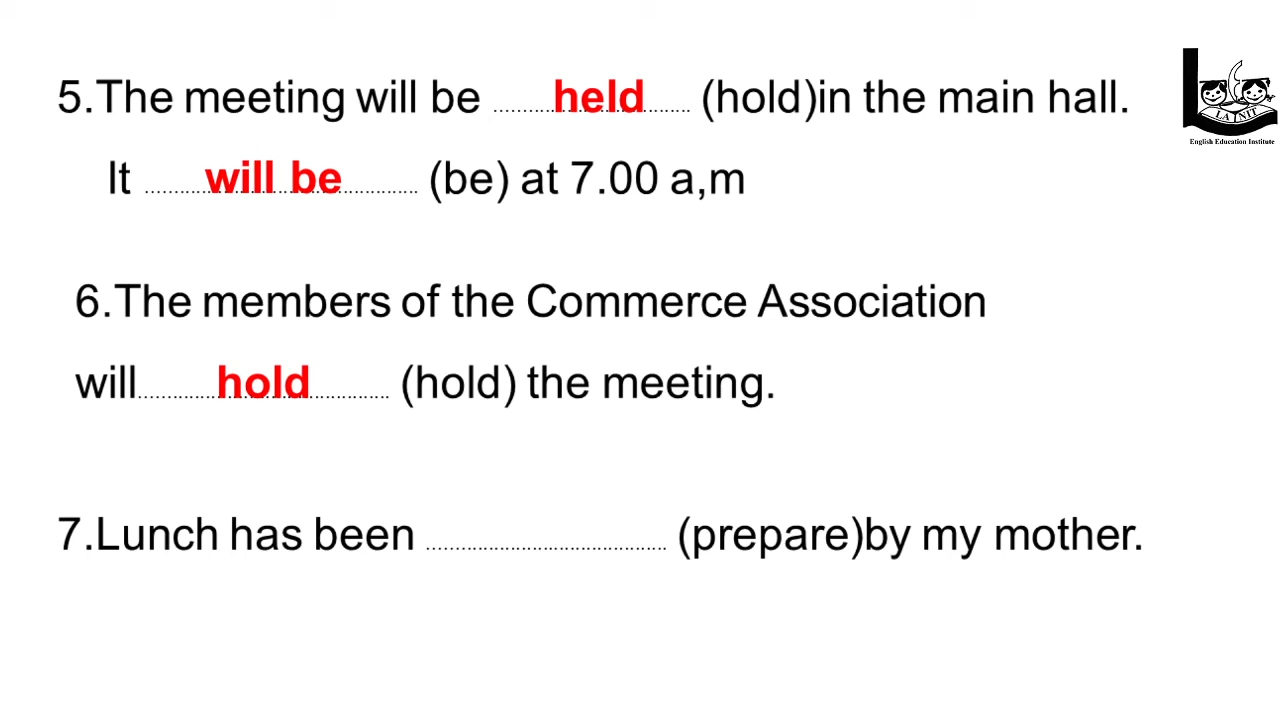 5.The meeting will be ........held........ (hold)in the main hall.
It ........will be........ (be) at 7.00 a,m
6.The members of the Commerce Association
will........hold........ (hold) the meeting.
7.Lunch has been ................ (prepare)by my mother.
LA NIT
English Education Institute